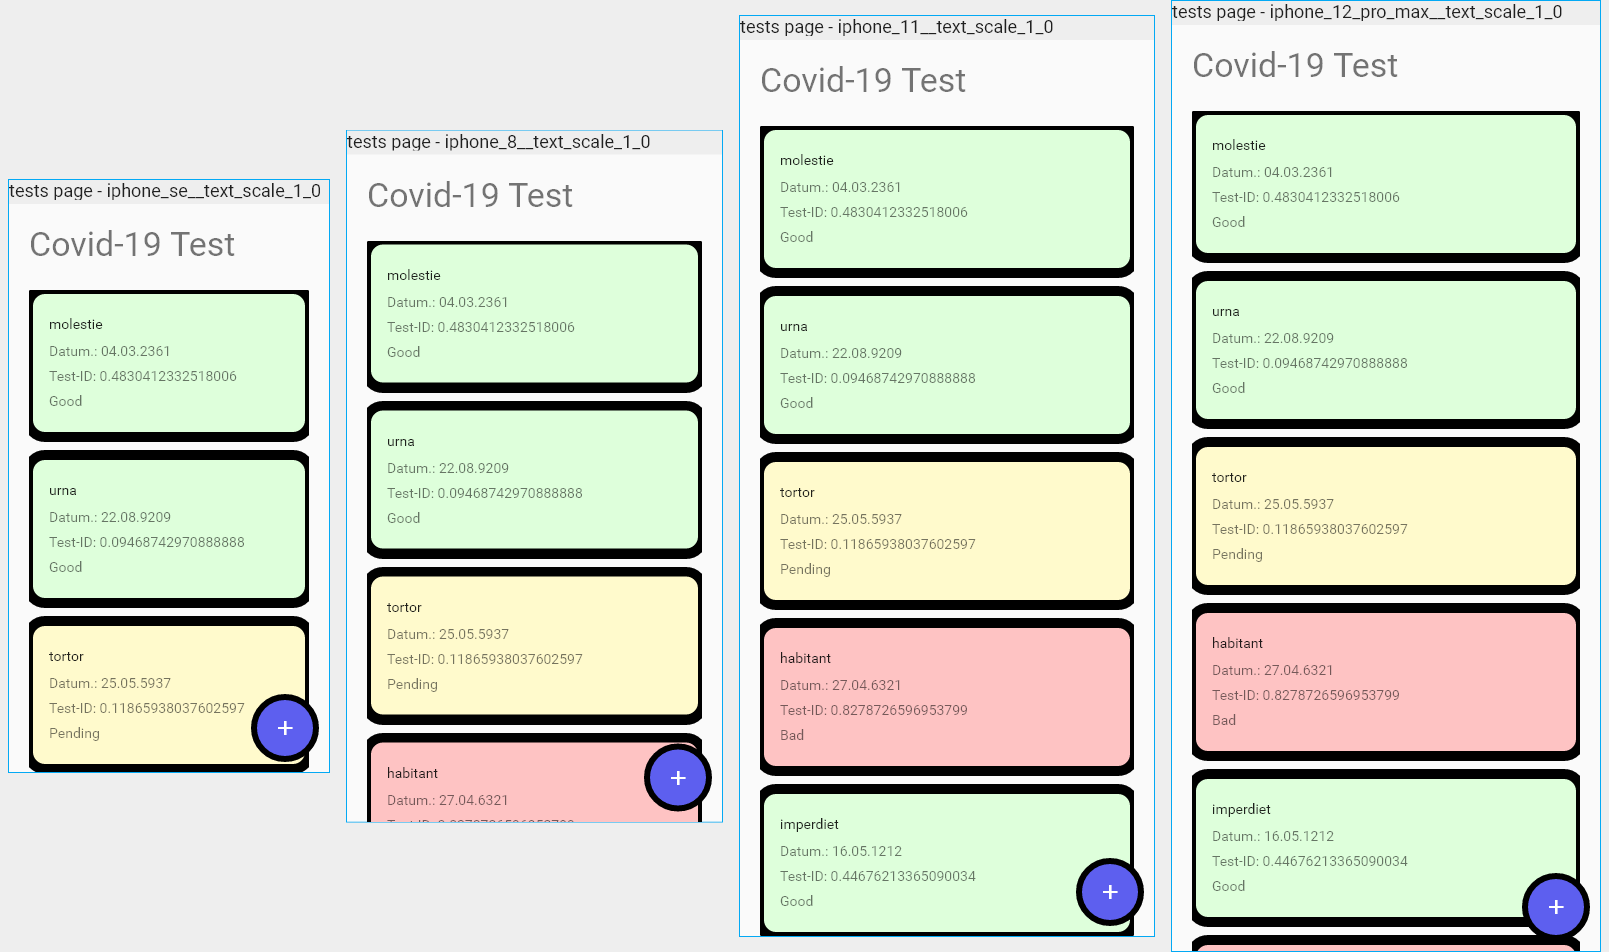 tests page - iphone_se__text_scale_1_0
Covid-19 Test
molestie
Datum.: 04.03.2361
Test-ID: 0.4830412332518006
Good
urna
Datum.: 22.08.9209
Test-ID: 0.09468742970888888
Good
tortor
Datum.: 25.05.5937
Test-ID: 0.11865938037602597
Pending
+
tests page - iphone_8__text_scale_1_0
Covid-19 Test
molestie
Datum.: 04.03.2361
Test-ID: 0.4830412332518006
Good
urna
Datum.: 22.08.9209
Test-ID: 0.09468742970888888
Good
tortor
Datum.: 25.05.5937
Test-ID: 0.11865938037602597
Pending
habitant
Datum.: 27.04.6321
+
tests page - iphone_11__text_scale_1_0
Covid-19 Test
molestie
Datum.: 04.03.2361
Test-ID: 0.4830412332518006
Good
urna
Datum.: 22.08.9209
Test-ID: 0.09468742970888888
Good
tortor
Datum.: 25.05.5937
Test-ID: 0.11865938037602597
Pending
habitant
Datum.: 27.04.6321
Test-ID: 0.8278726596953799
Bad
imperdiet
Datum.: 16.05.1212
Test-ID: 0.44676213365090034
Good
+
tests page - iphone_12_pro_max__text_scale_1_0
Covid-19 Test
molestie
Datum.: 04.03.2361
Test-ID: 0.4830412332518006
Good
urna
Datum.: 22.08.9209
Test-ID: 0.09468742970888888
Good
tortor
Datum.: 25.05.5937
Test-ID: 0.11865938037602597
Pending
habitant
Datum.: 27.04.6321
Test-ID: 0.8278726596953799
Bad
imperdiet
Datum.: 16.05.1212
Test-ID: 0.44676213365090034
Good
+